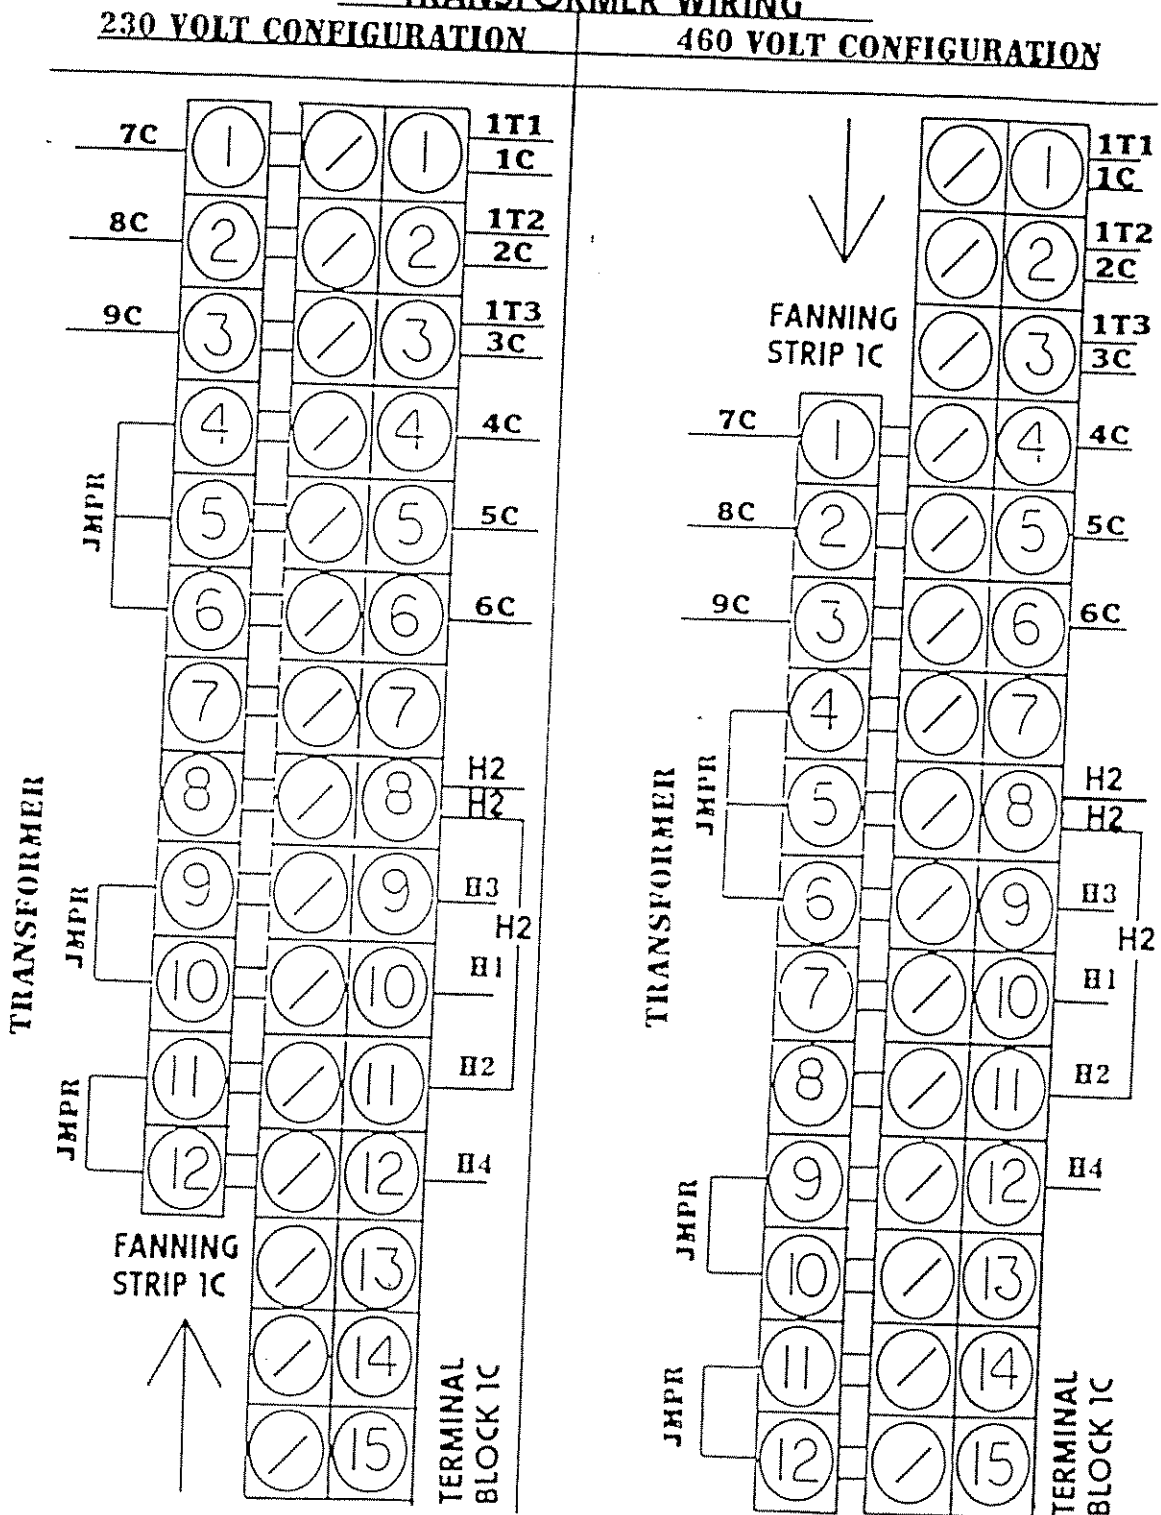 TRANSFORMER WIRING
230 VOLT CONFIGURATION
7C 1 1 1T1
1C
8C 2 2 1T2
2C
9C 3 3 1T3
3C
4 4 4C
JMPR
5 5 5C
6 6 6C
7 7
8 8 H2
H2
9 9 H3
JMPR
H2
10 10 H1
11 11 H2
JMPR
12 12 H4
TRANSFORMER
FANNING
STRIP 1C
13
14
15
TERMINAL
BLOCK 1C
460 VOLT CONFIGURATION
1 1T1
1C
2 1T2
2C
FANNING
STRIP 1C
3 1T3
3C
7C 1 4 4C
8C 2 5 5C
9C 3 6 6C
4 7
JMPR
5 8 H2
H2
6 9 H3
H2
7 10 H1
8 11 H2
9 12 H4
JMPR
10 13
11 14
JMPR
12 15
TRANSFORMER
TERMINAL
BLOCK 1C